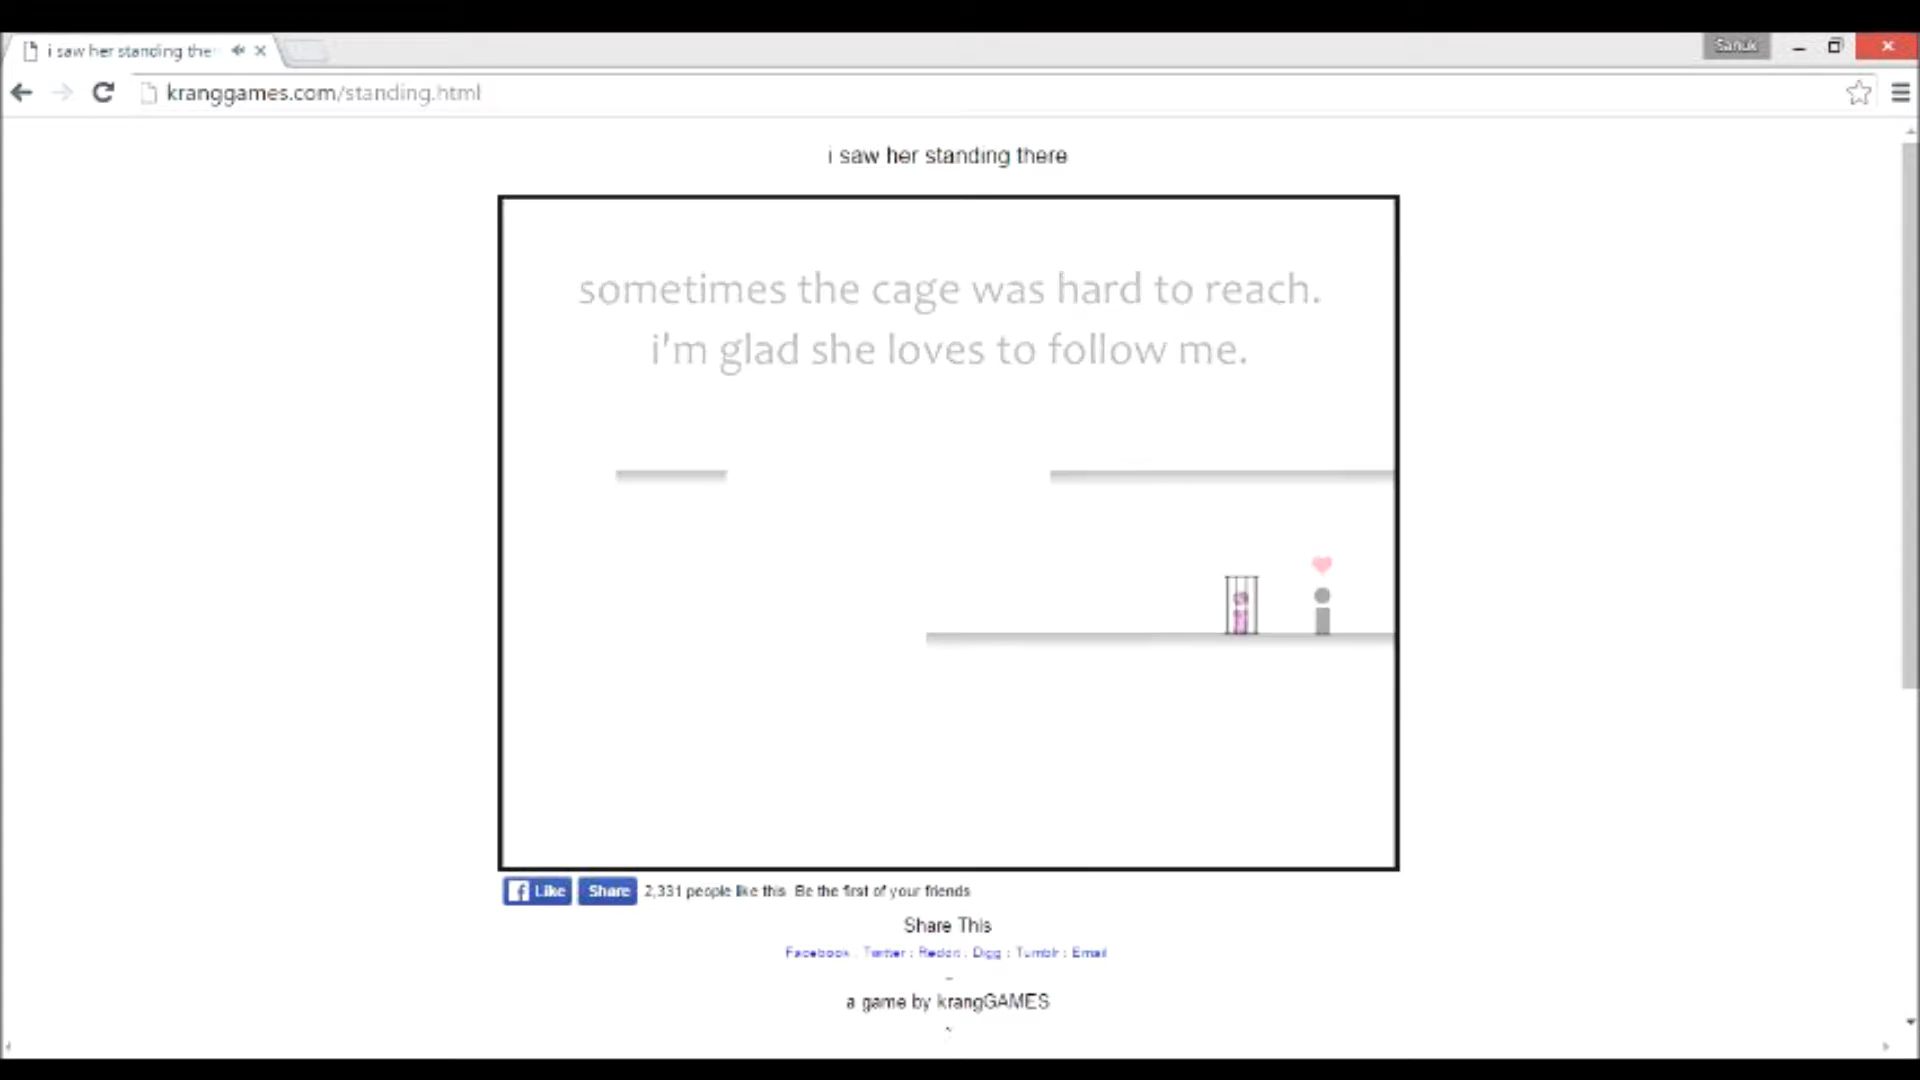 i saw her standing ther
Sanuk
kranggames.com/standing.html
i saw her standing there
sometimes the cage was hard to reach.
i'm glad she loves to follow me.
Like Share 2,331 people like this. Be the first of your friends
Share This
Facebook : Twitter : Reddit : Digg : Tumblr : Email
a game by krangGAMES